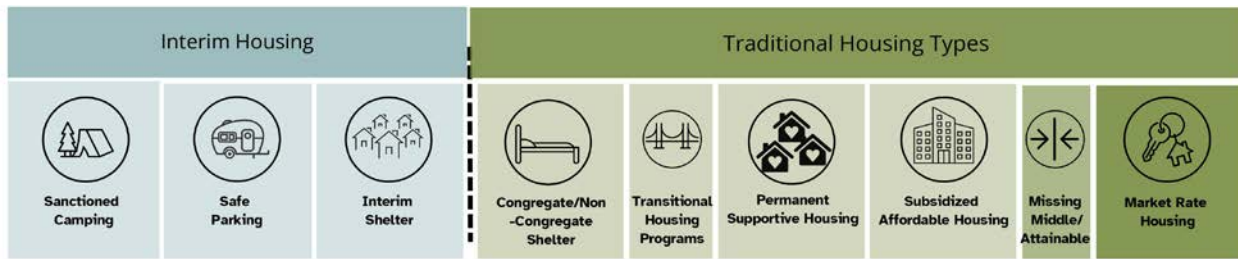 Interim Housing
Traditional Housing Types
Sanctioned
Camping
Safe
Parking
Interim
Shelter
Congregate/Non
-Congregate
Shelter
Transitional
Housing
Programs
Permanent
Supportive Housing
Subsidized
Affordable Housing
Missing
Middle/
Attainable
Market Rate
Housing